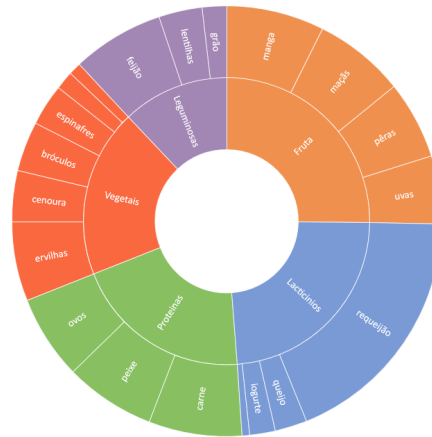 manga
maçãs
pêras
uvas
Fruta
requeijão
queijo
iogurte
Lacticínios
carne
peixe
ovos
Proteínas
ervilhas
cenoura
bróculos
espinafres
Vegetais
feijão
lentilhas
grão
Leguminosas